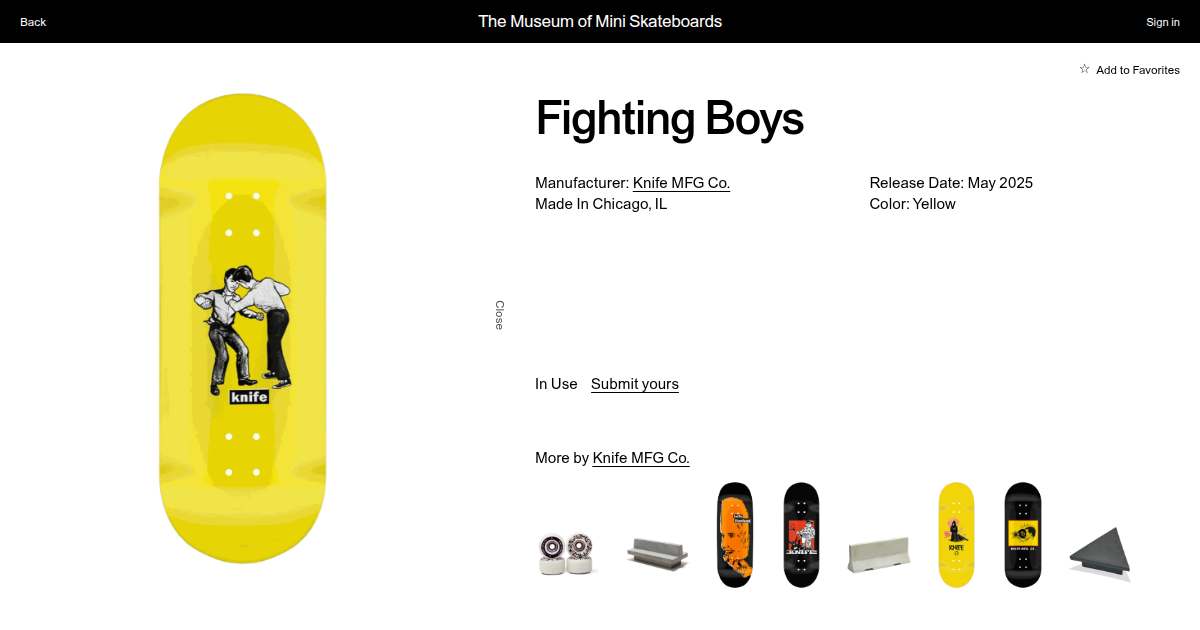 Back
The Museum of Mini Skateboards
Sign in
☆ Add to Favorites
Fighting Boys
Manufacturer: Knife MFG Co.
Made In Chicago, IL
Release Date: May 2025
Color: Yellow
knife
Close
In Use Submit yours
More by Knife MFG Co.
KNIFE
KNIFE